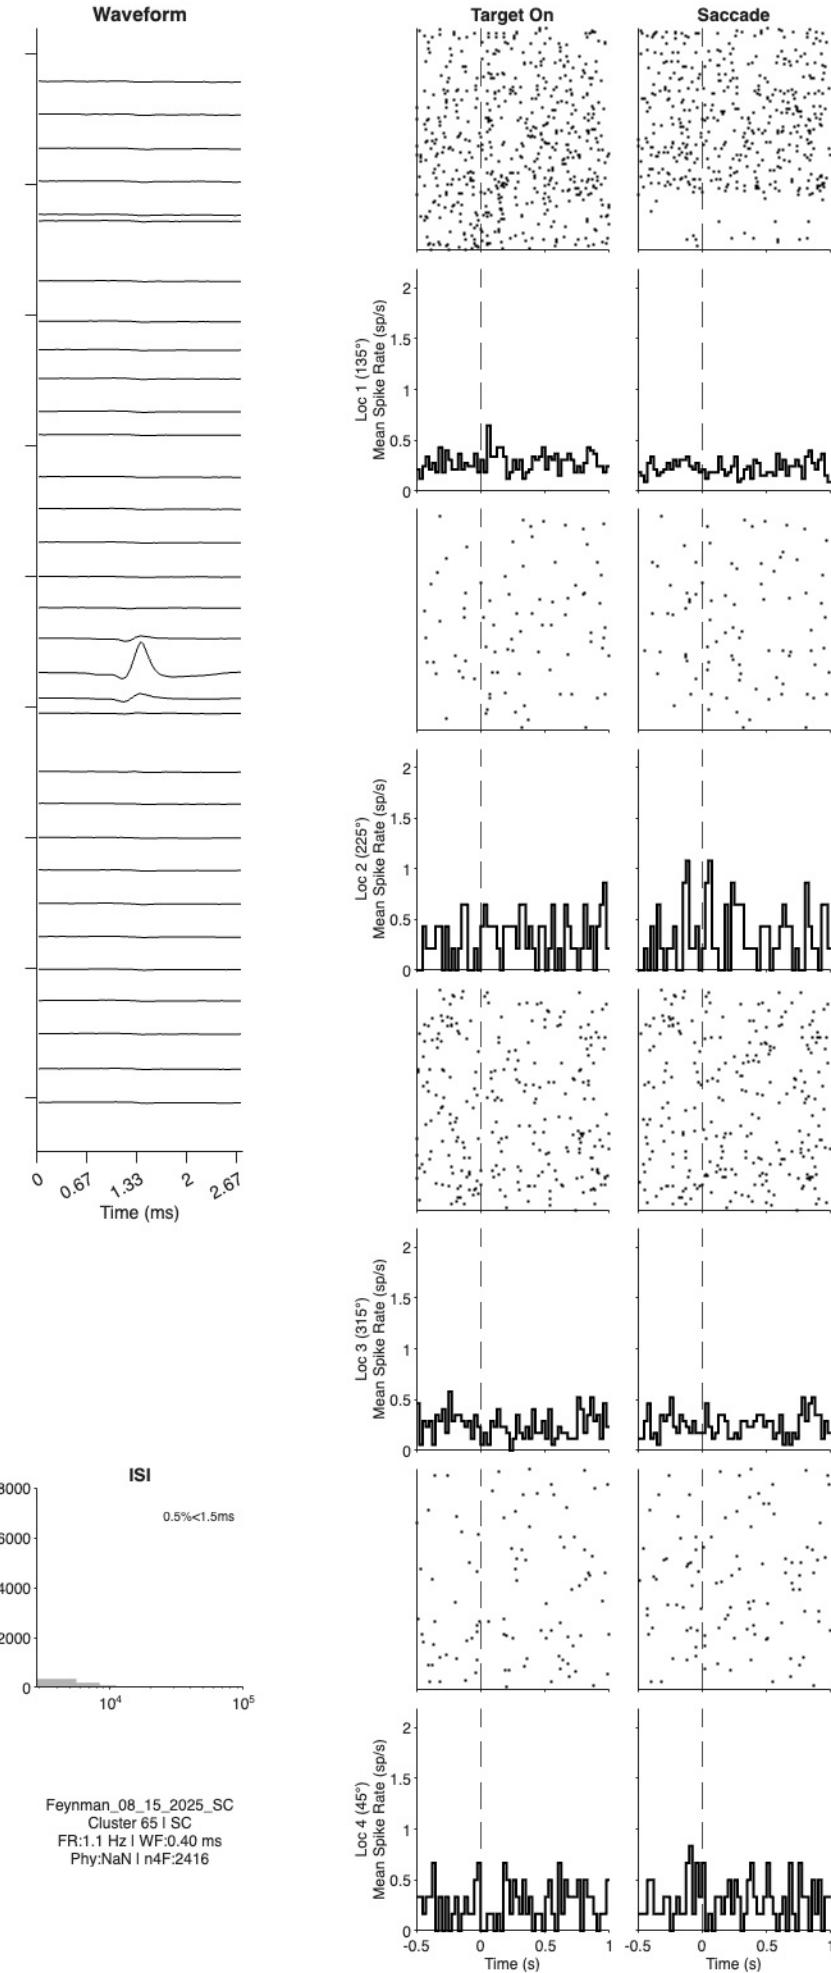 Waveform
Target On
Saccade
2
1.5
1
0.5
0
Loc 1 (135°)
Mean Spike Rate (sp/s)
2
1.5
1
0.5
0
Loc 2 (225°)
Mean Spike Rate (sp/s)
0
0.67
1.33
2
2.67
Time (ms)
2
1.5
1
0.5
0
Loc 3 (315°)
Mean Spike Rate (sp/s)
ISI
0.5%<1.5ms
8000
6000
4000
2000
0
10⁴
10⁵
2
1.5
1
0.5
0
Loc 4 (45°)
Mean Spike Rate (sp/s)
Feynman_08_15_2025_SC
Cluster 65 | SC
FR:1.1 Hz | WF:0.40 ms
Phy:NaN | n4F:2416
-0.5 0 0.5 1
Time (s)
-0.5 0 0.5 1
Time (s)